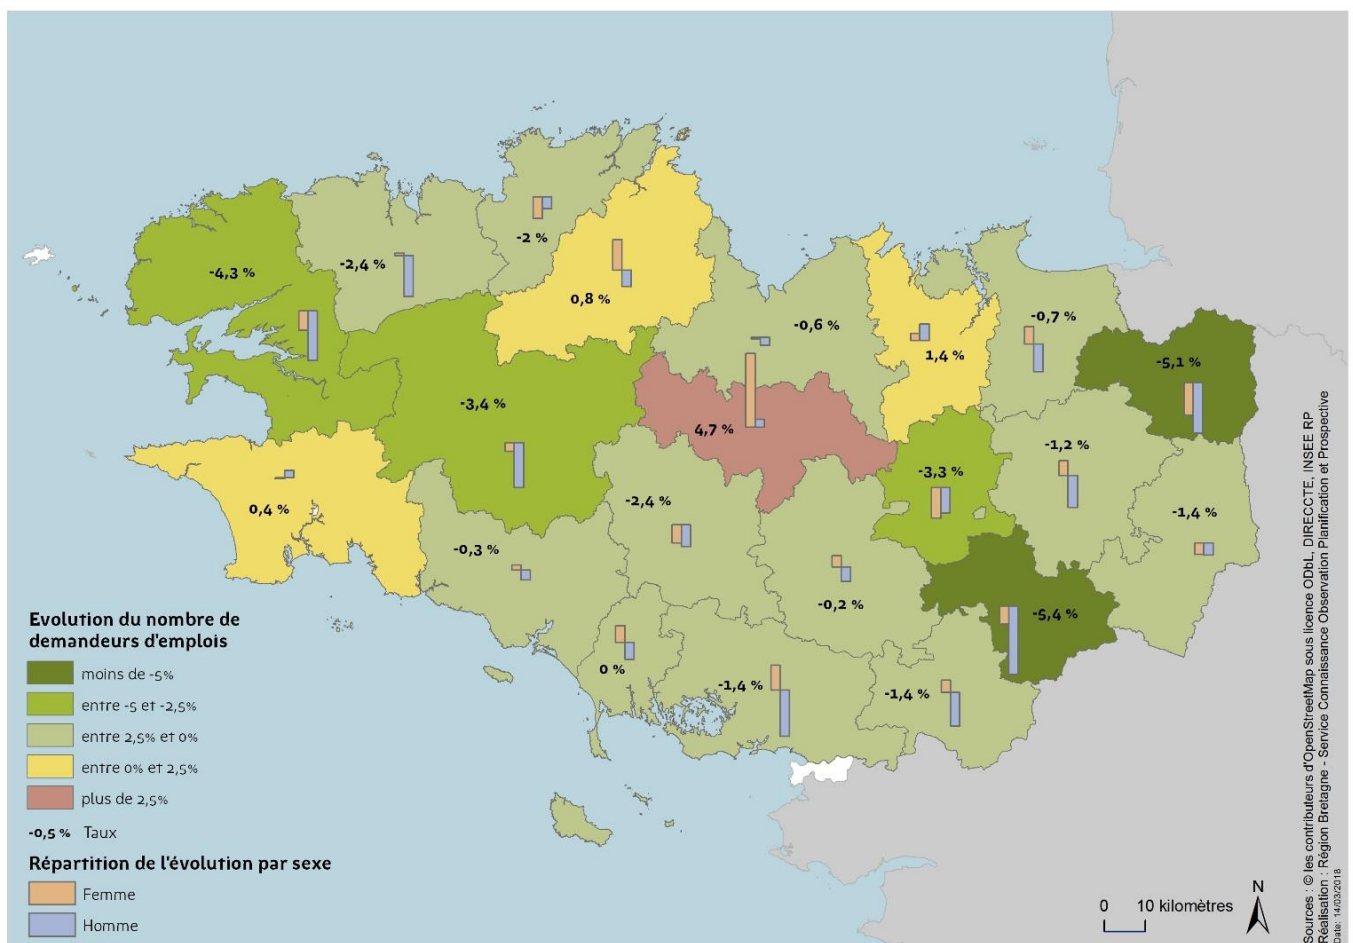 -4,3 %
-2,4 %
-2 %
0,8 %
-0,6 %
1,4 %
-0,7 %
-5,1 %
-3,4 %
4,7 %
-1,2 %
-3,3 %
0,4 %
-2,4 %
-1,4 %
-0,3 %
-0,2 %
-5,4 %
0 %
-1,4 %
-1,4 %
Evolution du nombre de
demandeurs d'emplois
moins de -5%
entre -5 et -2,5%
entre 2,5% et 0%
entre 0% et 2,5%
plus de 2,5%
-0,5 % Taux
Répartition de l'évolution par sexe
Femme
Homme
0 10 kilomètres
N
Sources : © les contributeurs d'OpenStreetMap sous licence ODbL, DIRECCTE, INSEE RP
Réalisation : Région Bretagne - Service Connaissance Observation Planification et Prospective
Date: 14/03/2018